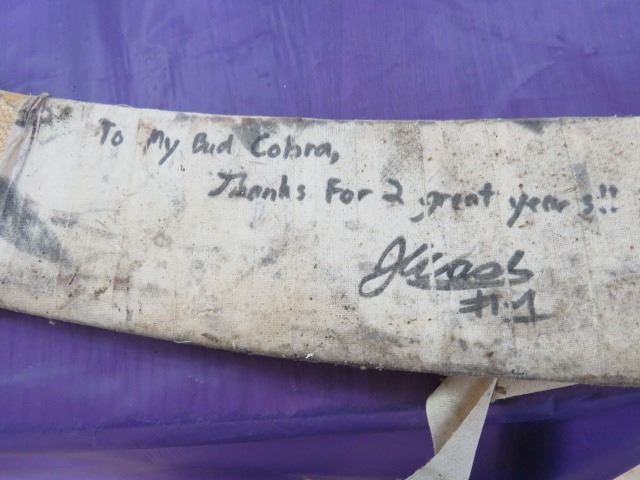 To My Bud Cobra,
Thanks For 2 great years!!
#1